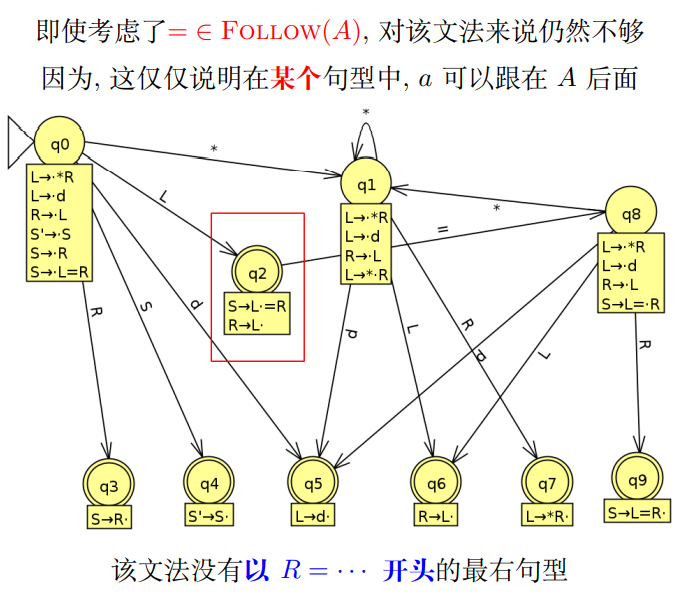 即使考虑了= ∈ FOLLOW(A), 对该文法来说仍然不够
因为, 这仅仅说明在某个句型中, a 可以跟在 A 后面
q0
L→·*R
L→·d
R→·L
S'→·S
S→·R
S→·L=R
*
*
q1
L→·*R
L→·d
R→·L
L→*·R
L
q2
S→L·=R
R→L·
=
*
q8
L→·*R
L→·d
R→·L
S→L=·R
R
S
d
d
L
R
d
L
R
q3
S→R·
q4
S'→S·
q5
L→d·
q6
R→L·
q7
L→*R·
q9
S→L=R·
该文法没有以 R = ··· 开头的最右句型